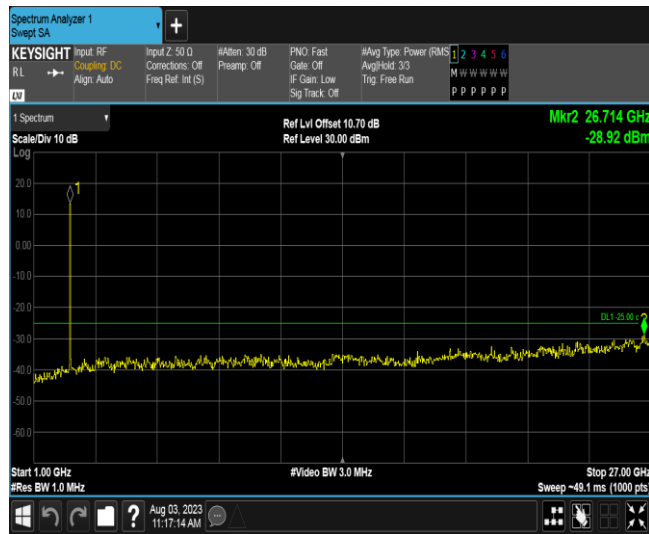 Spectrum Analyzer 1
Swept SA
+
KEYSIGHT
RL
LXI
Input: RF
Coupling: DC
Align: Auto
Input Z: 50 Ω
Corrections: Off
Freq Ref: Int (S)
#Atten: 30 dB
Preamp: Off
PNO: Fast
Gate: Off
IF Gain: Low
Sig Track: Off
#Avg Type: Power (RMS
Avg|Hold: 3/3
Trig: Free Run
1 2 3 4 5 6
M W W W W W
P P P P P P
1 Spectrum
Scale/Div 10 dB
Log
Ref Lvl Offset 10.70 dB
Ref Level 30.00 dBm
Mkr2 26.714 GHz
-28.92 dBm
20.0
10.0
0.00
-10.0
-20.0
-30.0
-40.0
-50.0
-60.0
1
DL1 -25.00 c
2
Start 1.00 GHz
#Res BW 1.0 MHz
#Video BW 3.0 MHz
Stop 27.00 GHz
Sweep ~49.1 ms (1000 pts
?
Aug 03, 2023
11:17:14 AM